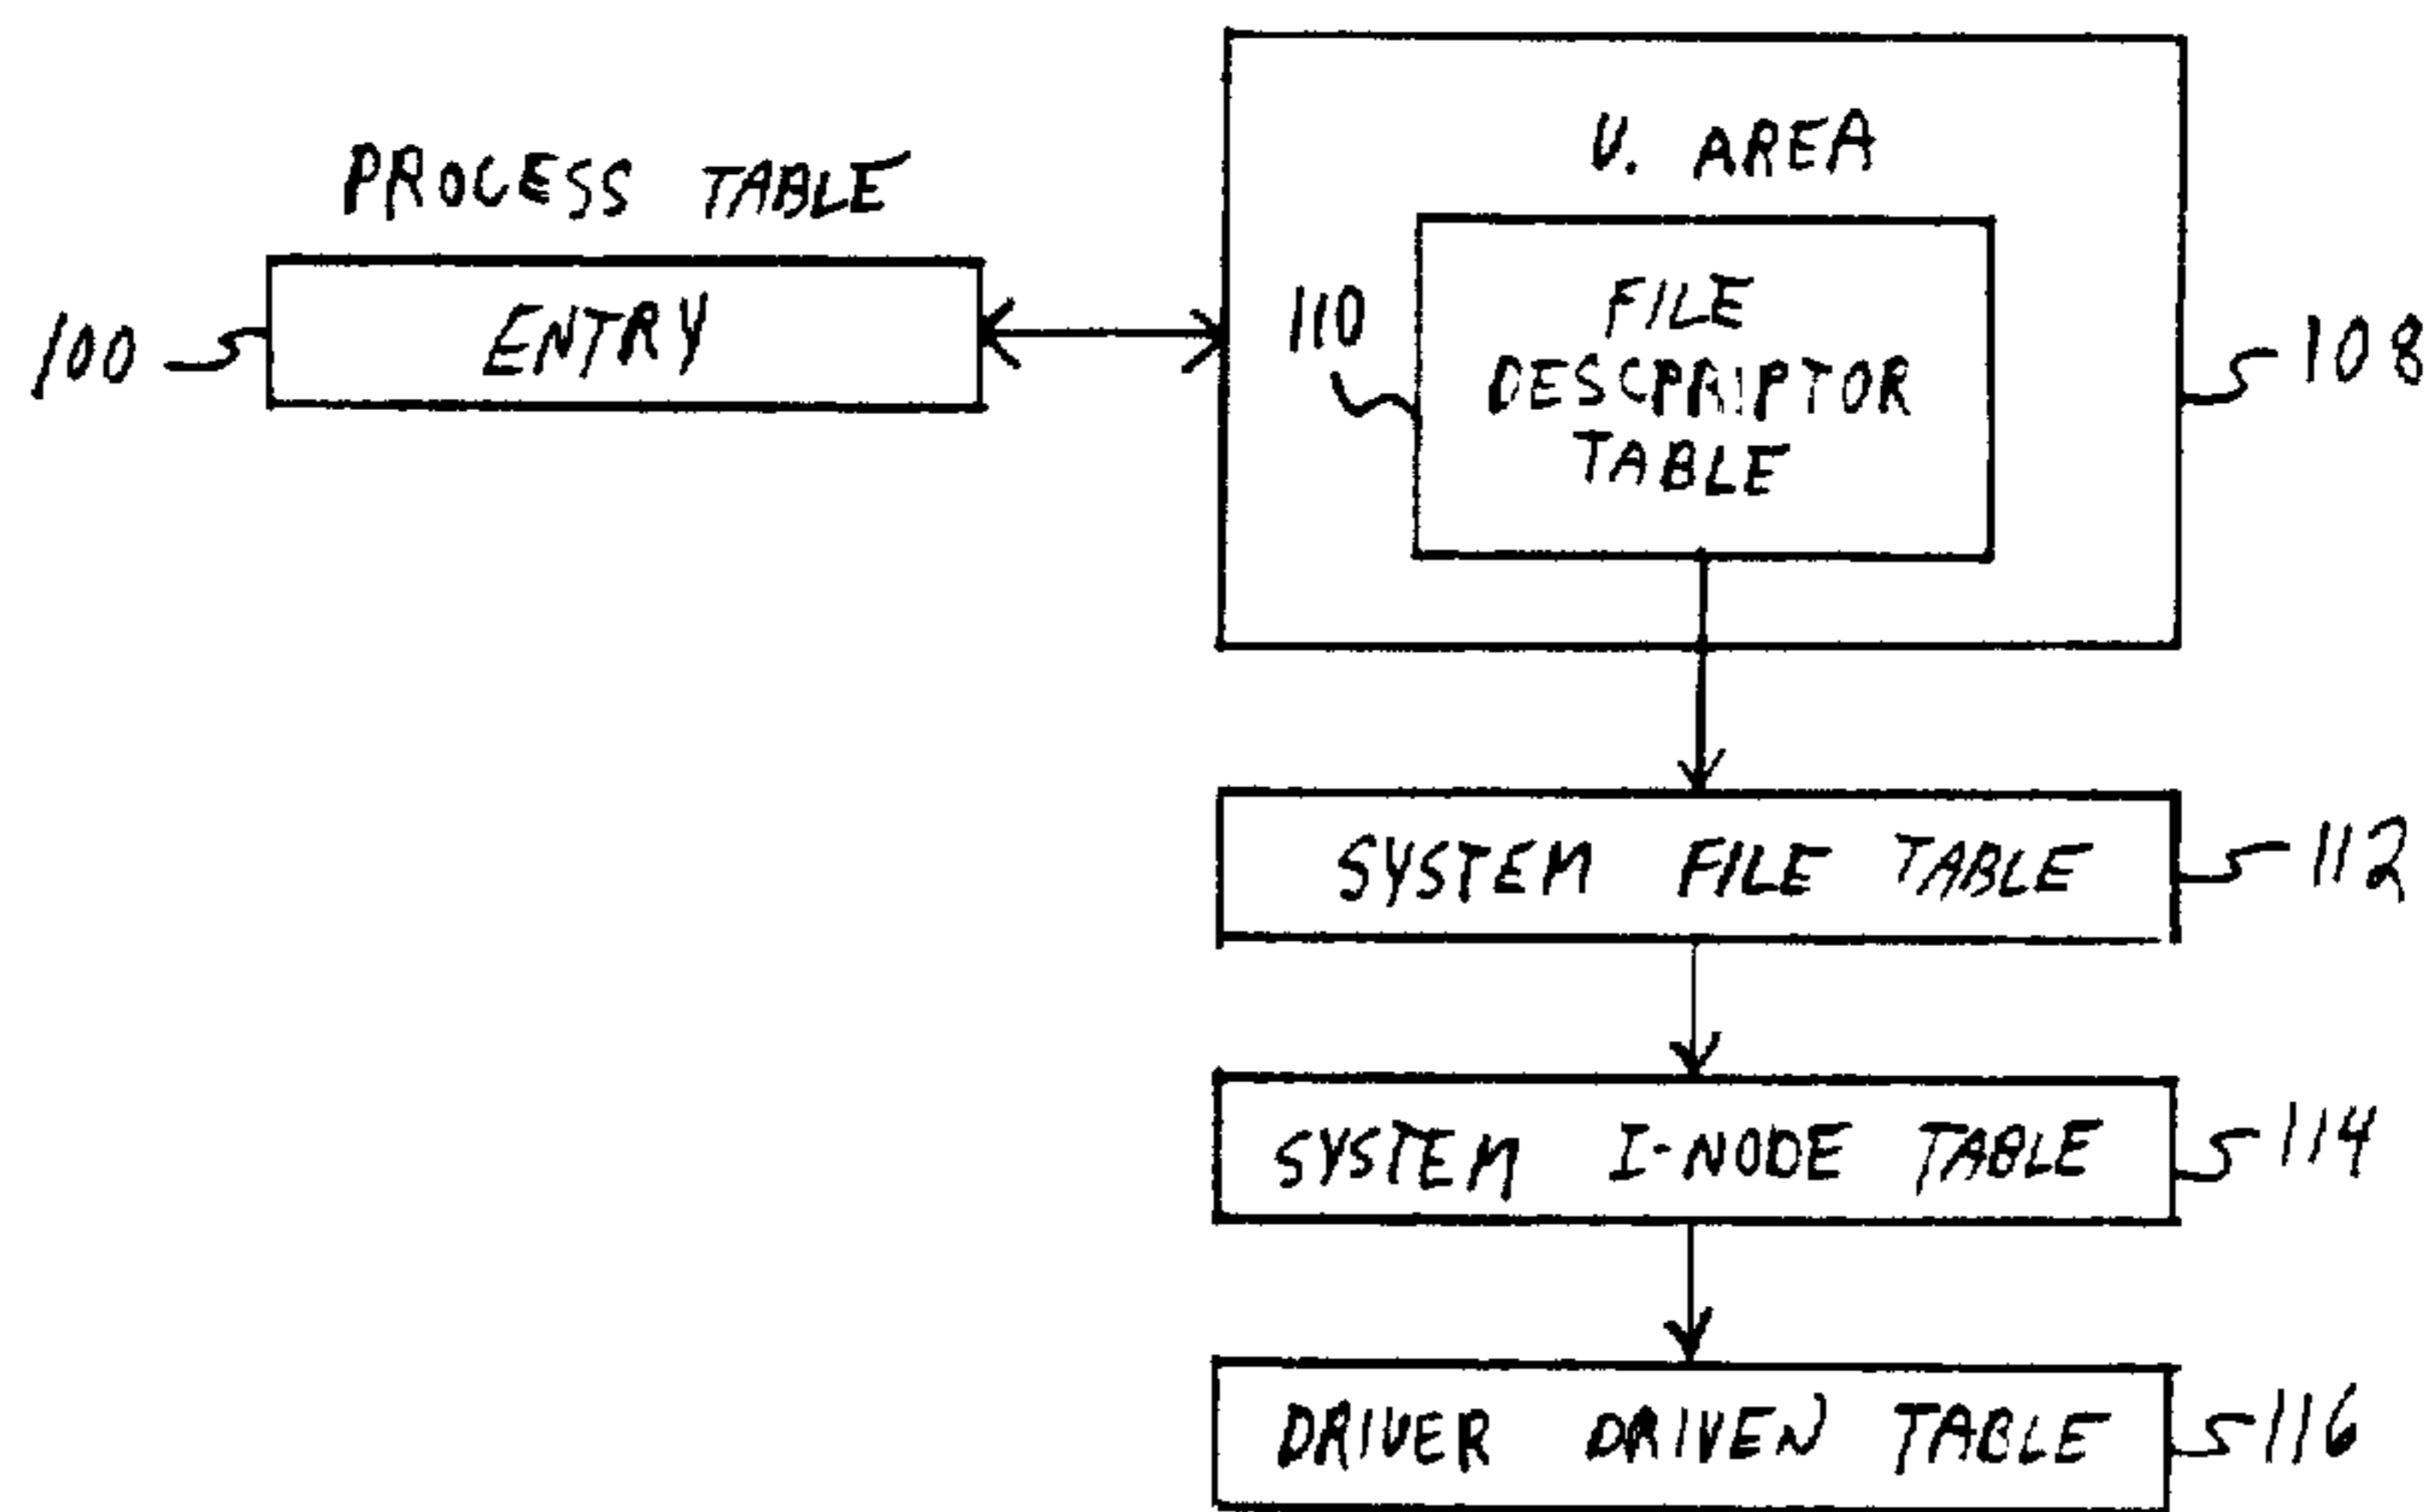 U. AREA
PROCESS TABLE
100
ENTRY
110
FILE
DESCRIPTOR
TABLE
108
SYSTEM FILE TABLE
112
SYSTEM I-NODE TABLE
114
DRIVER DRIVEN TABLE
116